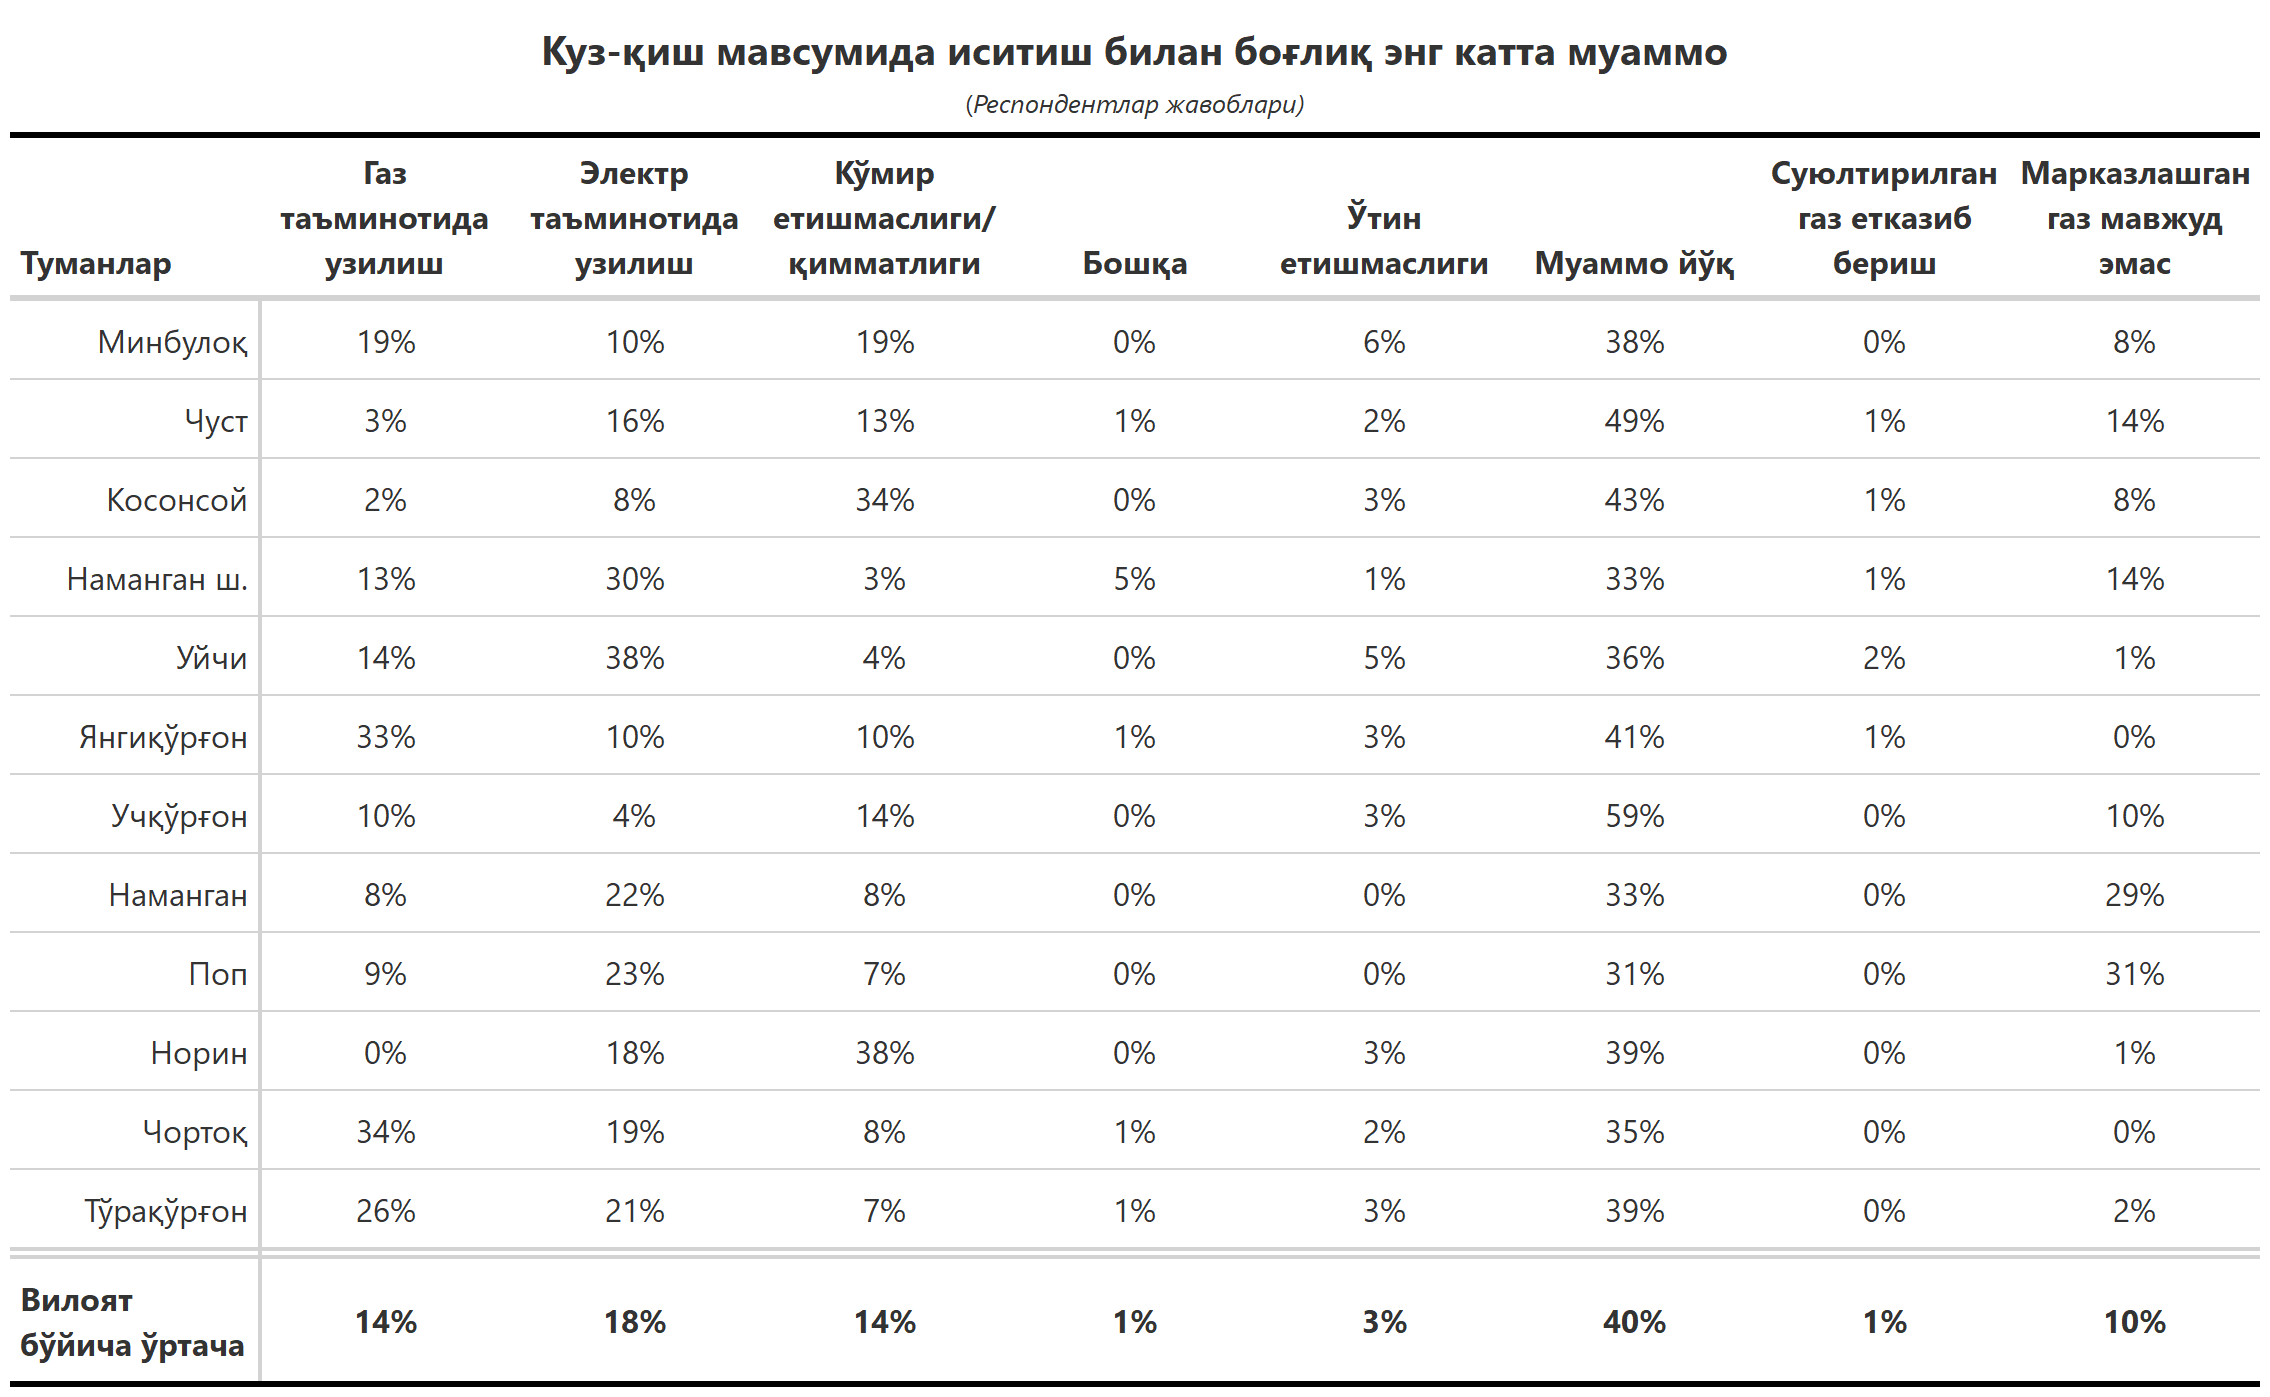 Куз-қиш мавсумида иситиш билан боғлиқ энг катта муаммо
(Респондентлар жавоблари)
Туманлар Газ таъминотида узилиш Электр таъминотида узилиш Кўмир етишмаслиги/ қимматлиги Бошқа Ўтин етишмаслиги Муаммо йўқ Суюлтирилган газ етказиб бериш Марказлашган газ мавжуд эмас
Минбулоқ 19% 10% 19% 0% 6% 38% 0% 8%
Чуст 3% 16% 13% 1% 2% 49% 1% 14%
Косонсой 2% 8% 34% 0% 3% 43% 1% 8%
Наманган ш. 13% 30% 3% 5% 1% 33% 1% 14%
Уйчи 14% 38% 4% 0% 5% 36% 2% 1%
Янгиқўрғон 33% 10% 10% 1% 3% 41% 1% 0%
Учқўрғон 10% 4% 14% 0% 3% 59% 0% 10%
Наманган 8% 22% 8% 0% 0% 33% 0% 29%
Поп 9% 23% 7% 0% 0% 31% 0% 31%
Норин 0% 18% 38% 0% 3% 39% 0% 1%
Чортоқ 34% 19% 8% 1% 2% 35% 0% 0%
Тўрақўрғон 26% 21% 7% 1% 3% 39% 0% 2%
Вилоят бўйича ўртача 14% 18% 14% 1% 3% 40% 1% 10%